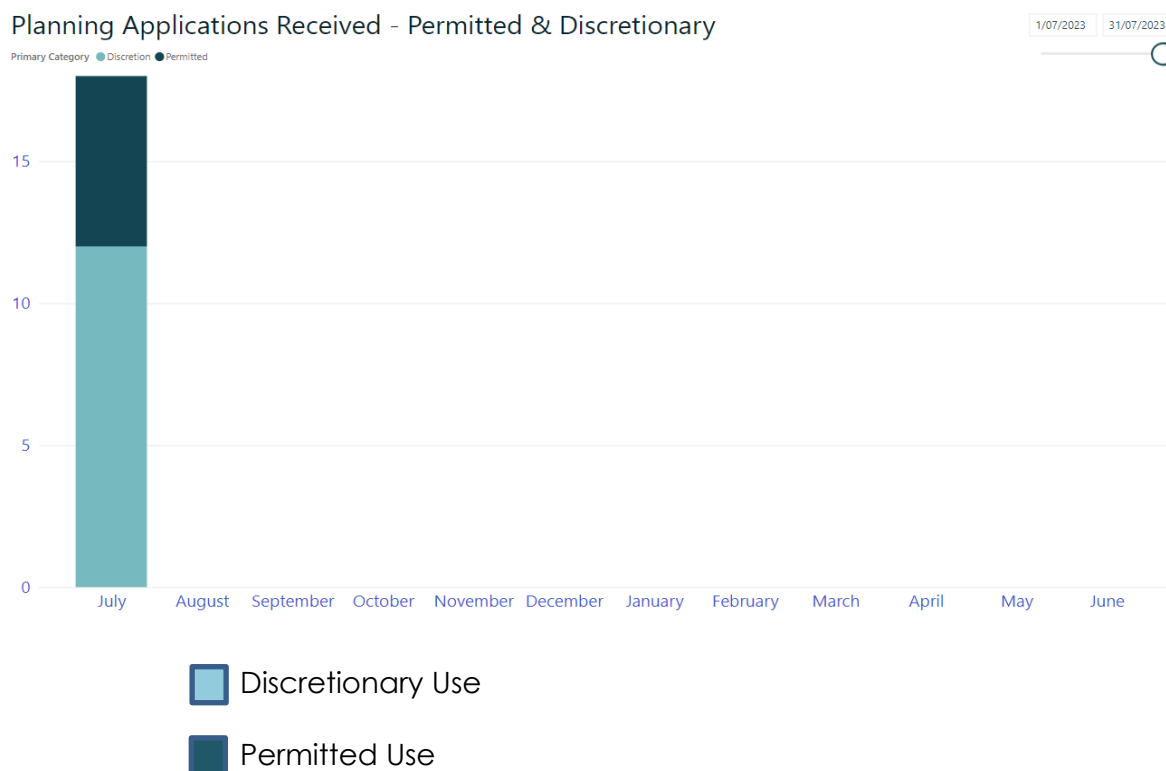 Planning Applications Received - Permitted & Discretionary
1/07/2023 31/07/2023
Primary Category Discretion Permitted
15
10
5
0
July August September October November December January February March April May June
Discretionary Use
Permitted Use